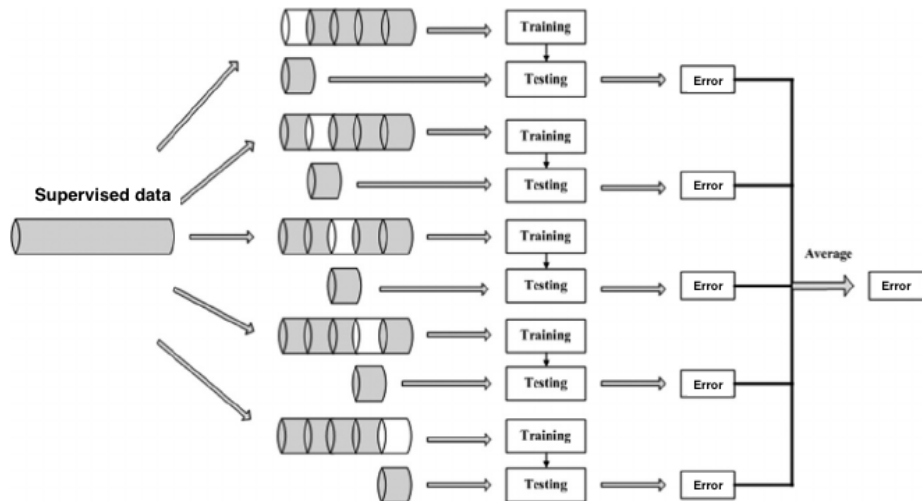 Training
Testing
Error
Training
Supervised data
Testing
Error
Training
Average
Testing
Error
Error
Training
Testing
Error
Training
Testing
Error